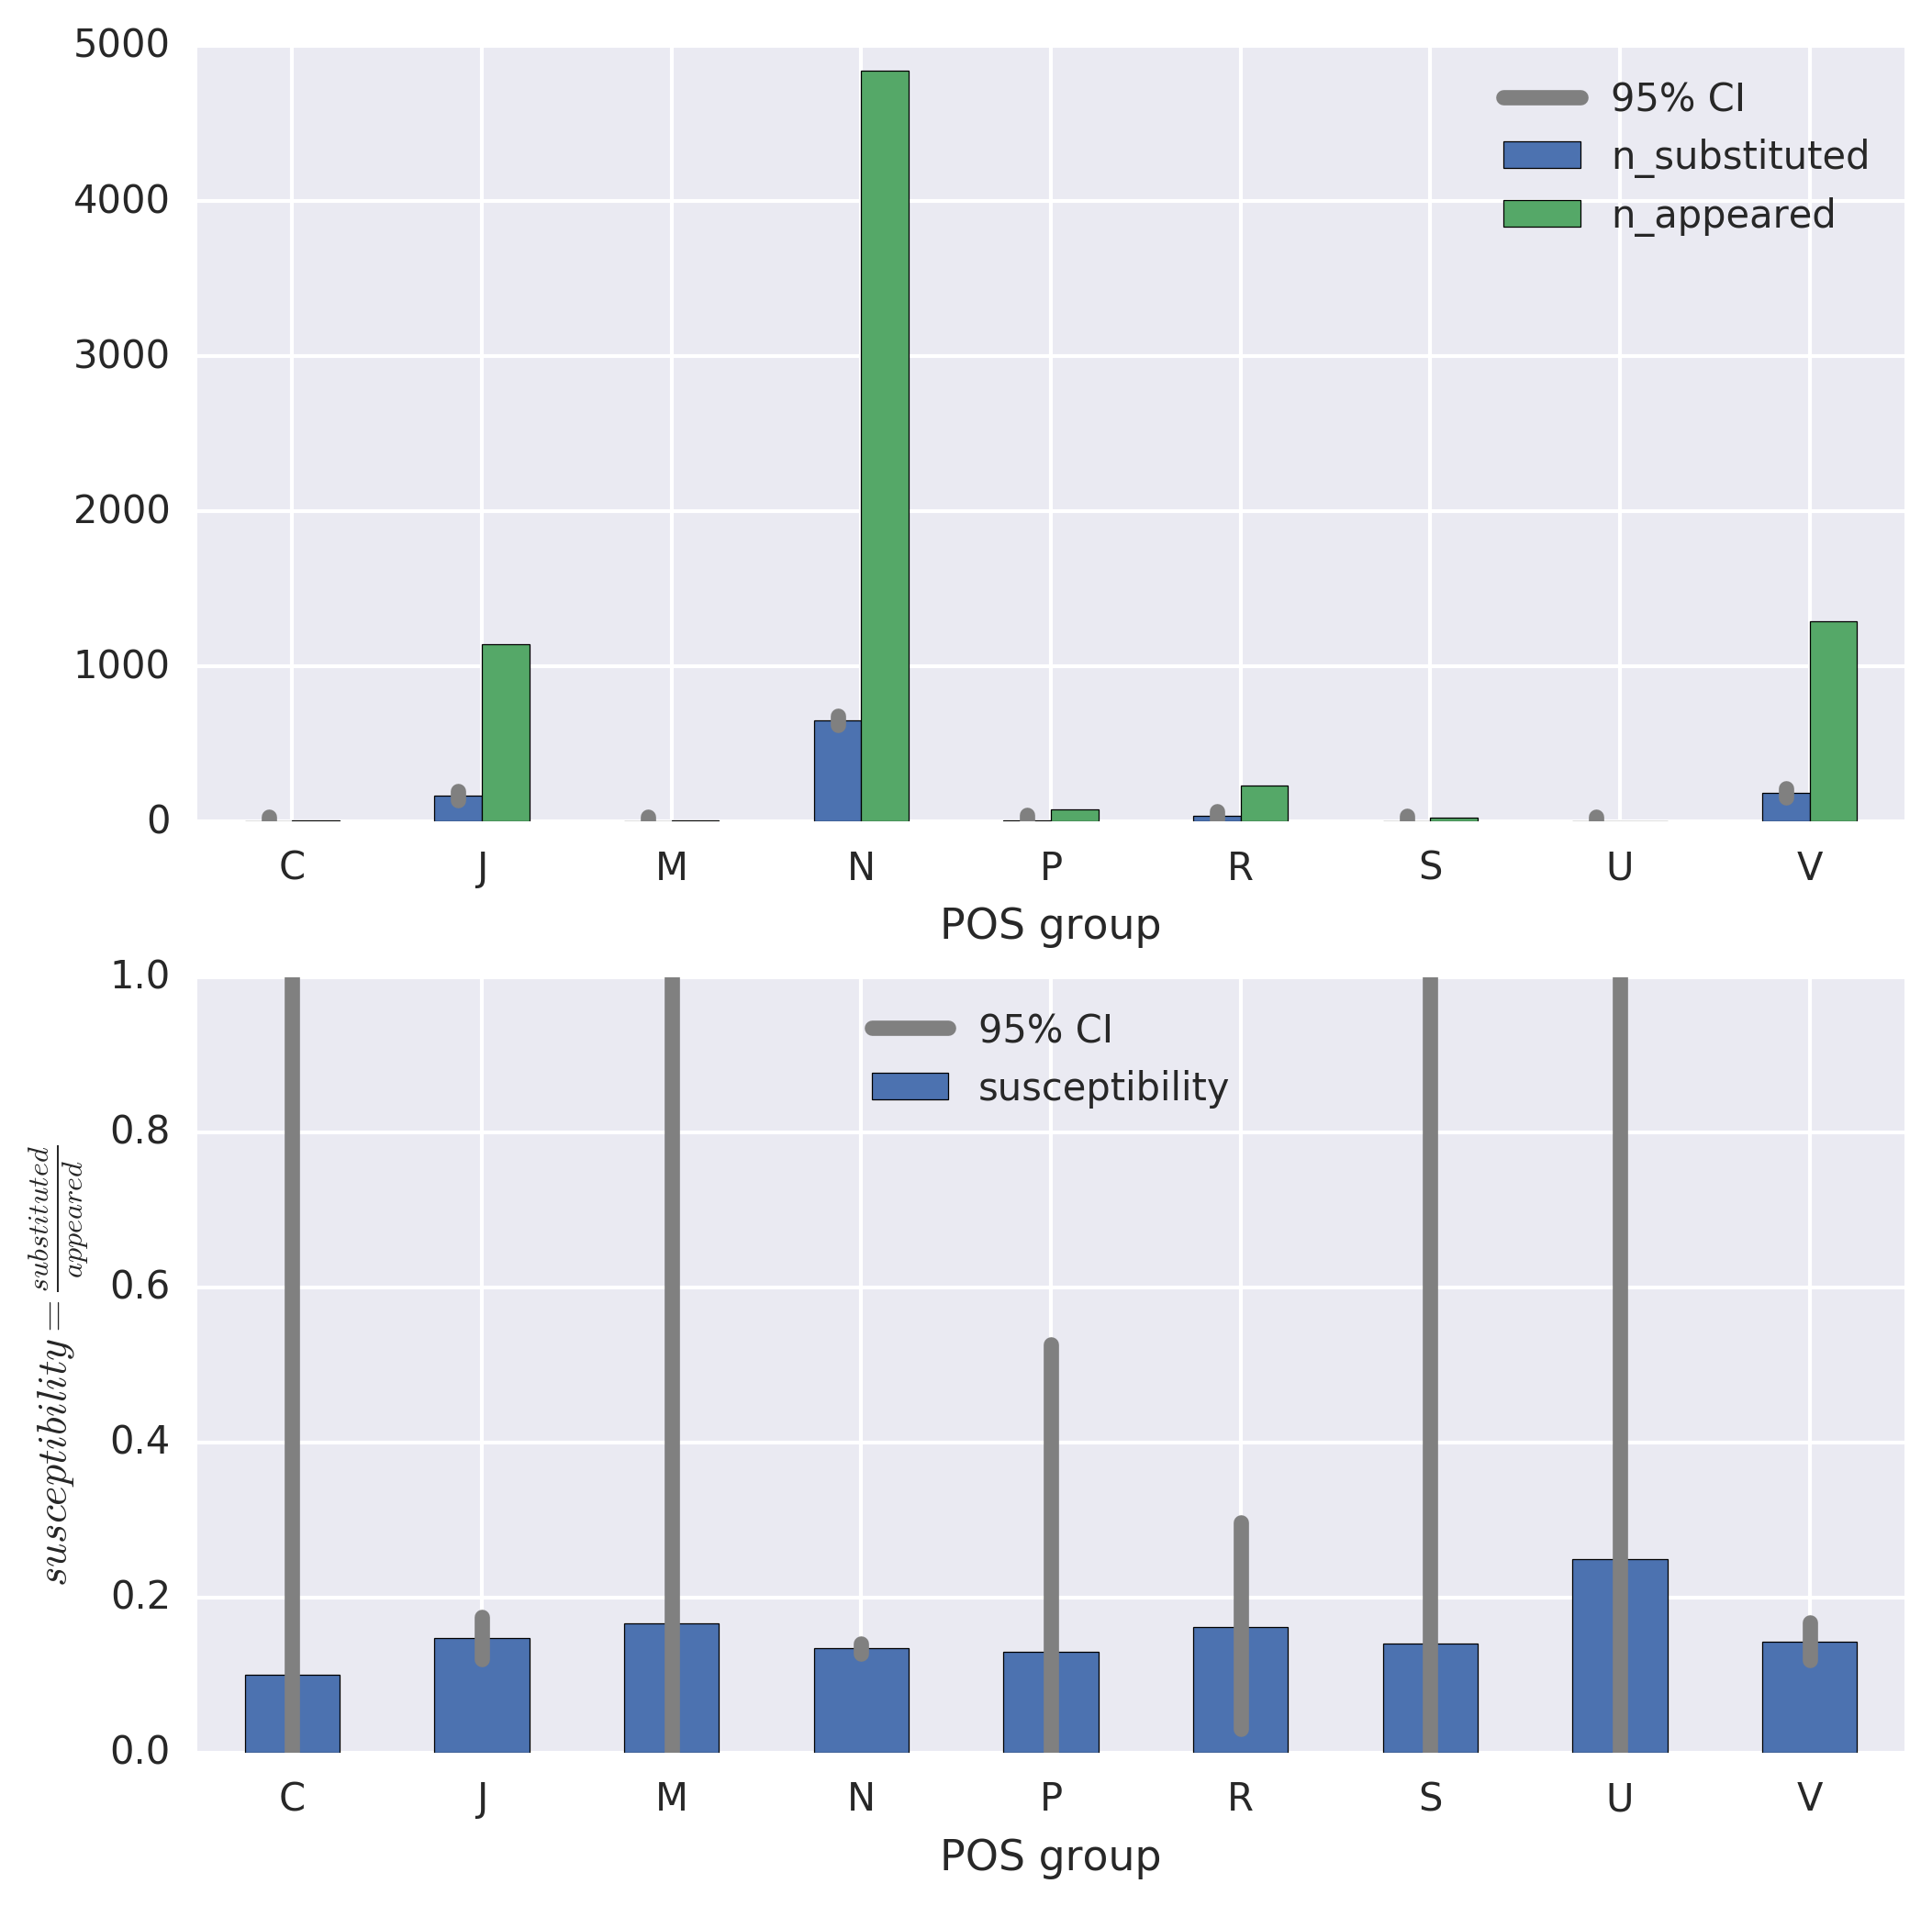 5000
4000
3000
2000
1000
0
95% CI
n_substituted
n_appeared
C J M N P R S U V
POS group
1.0
0.8
0.6
0.4
0.2
0.0
susceptibility = substituted / appeared
95% CI
susceptibility
C J M N P R S U V
POS group